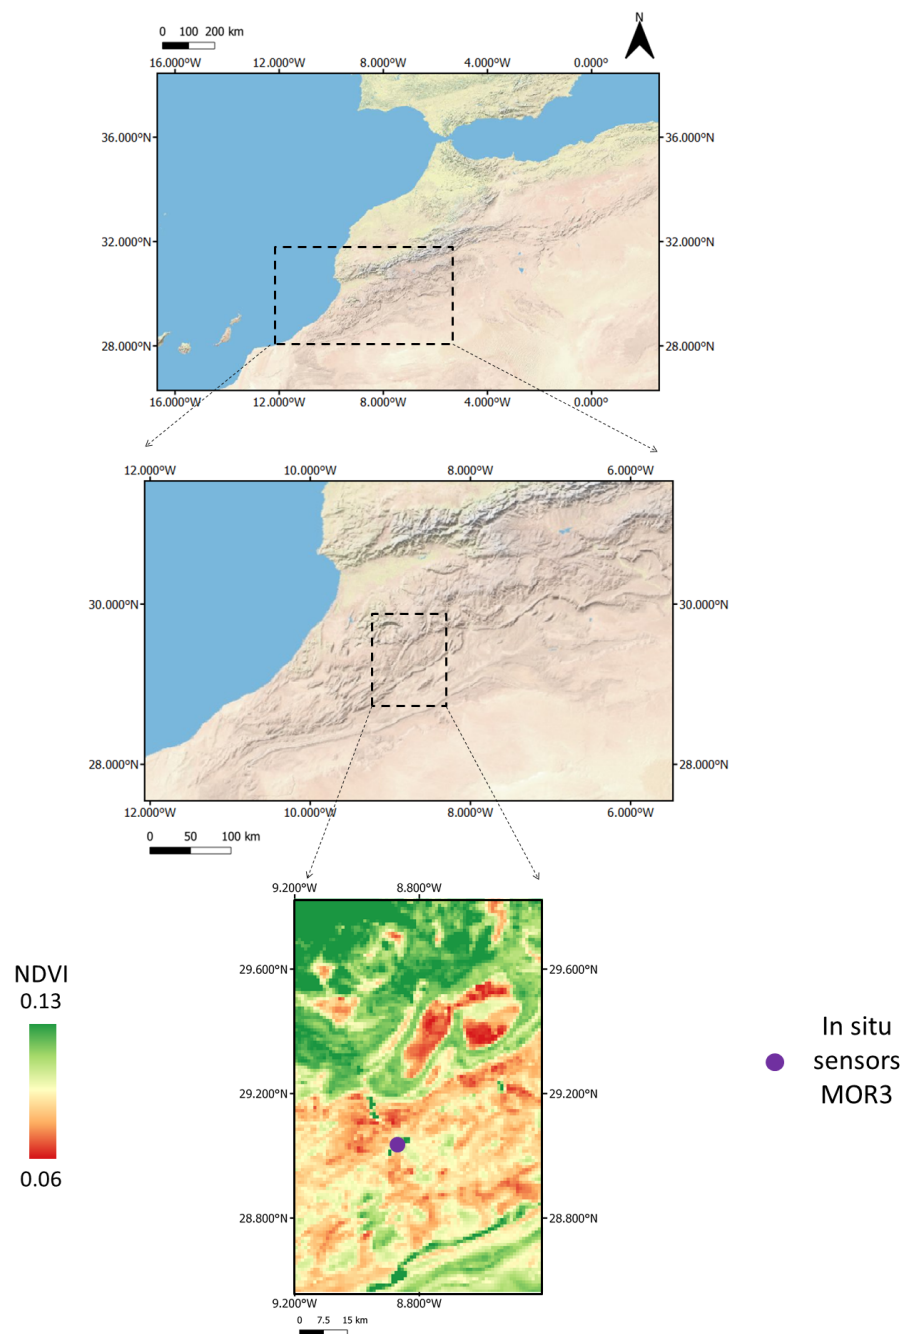 N
0 100 200 km
16.000°W 12.000°W 8.000°W 4.000°W 0.000°
36.000°N 36.000°N
32.000°N 32.000°N
28.000°N 28.000°N
16.000°W 12.000°W 8.000°W 4.000°W 0.000°
12.000°W 10.000°W 8.000°W 6.000°W
30.000°N 30.000°N
28.000°N 28.000°N
12.000°W 10.000°W 8.000°W 6.000°W
0 50 100 km
9.200°W 8.800°W
29.600°N 29.600°N
29.200°N 29.200°N
28.800°N 28.800°N
9.200°W 8.800°W
0 7.5 15 km
NDVI
0.13
0.06
In situ
sensors
MOR3